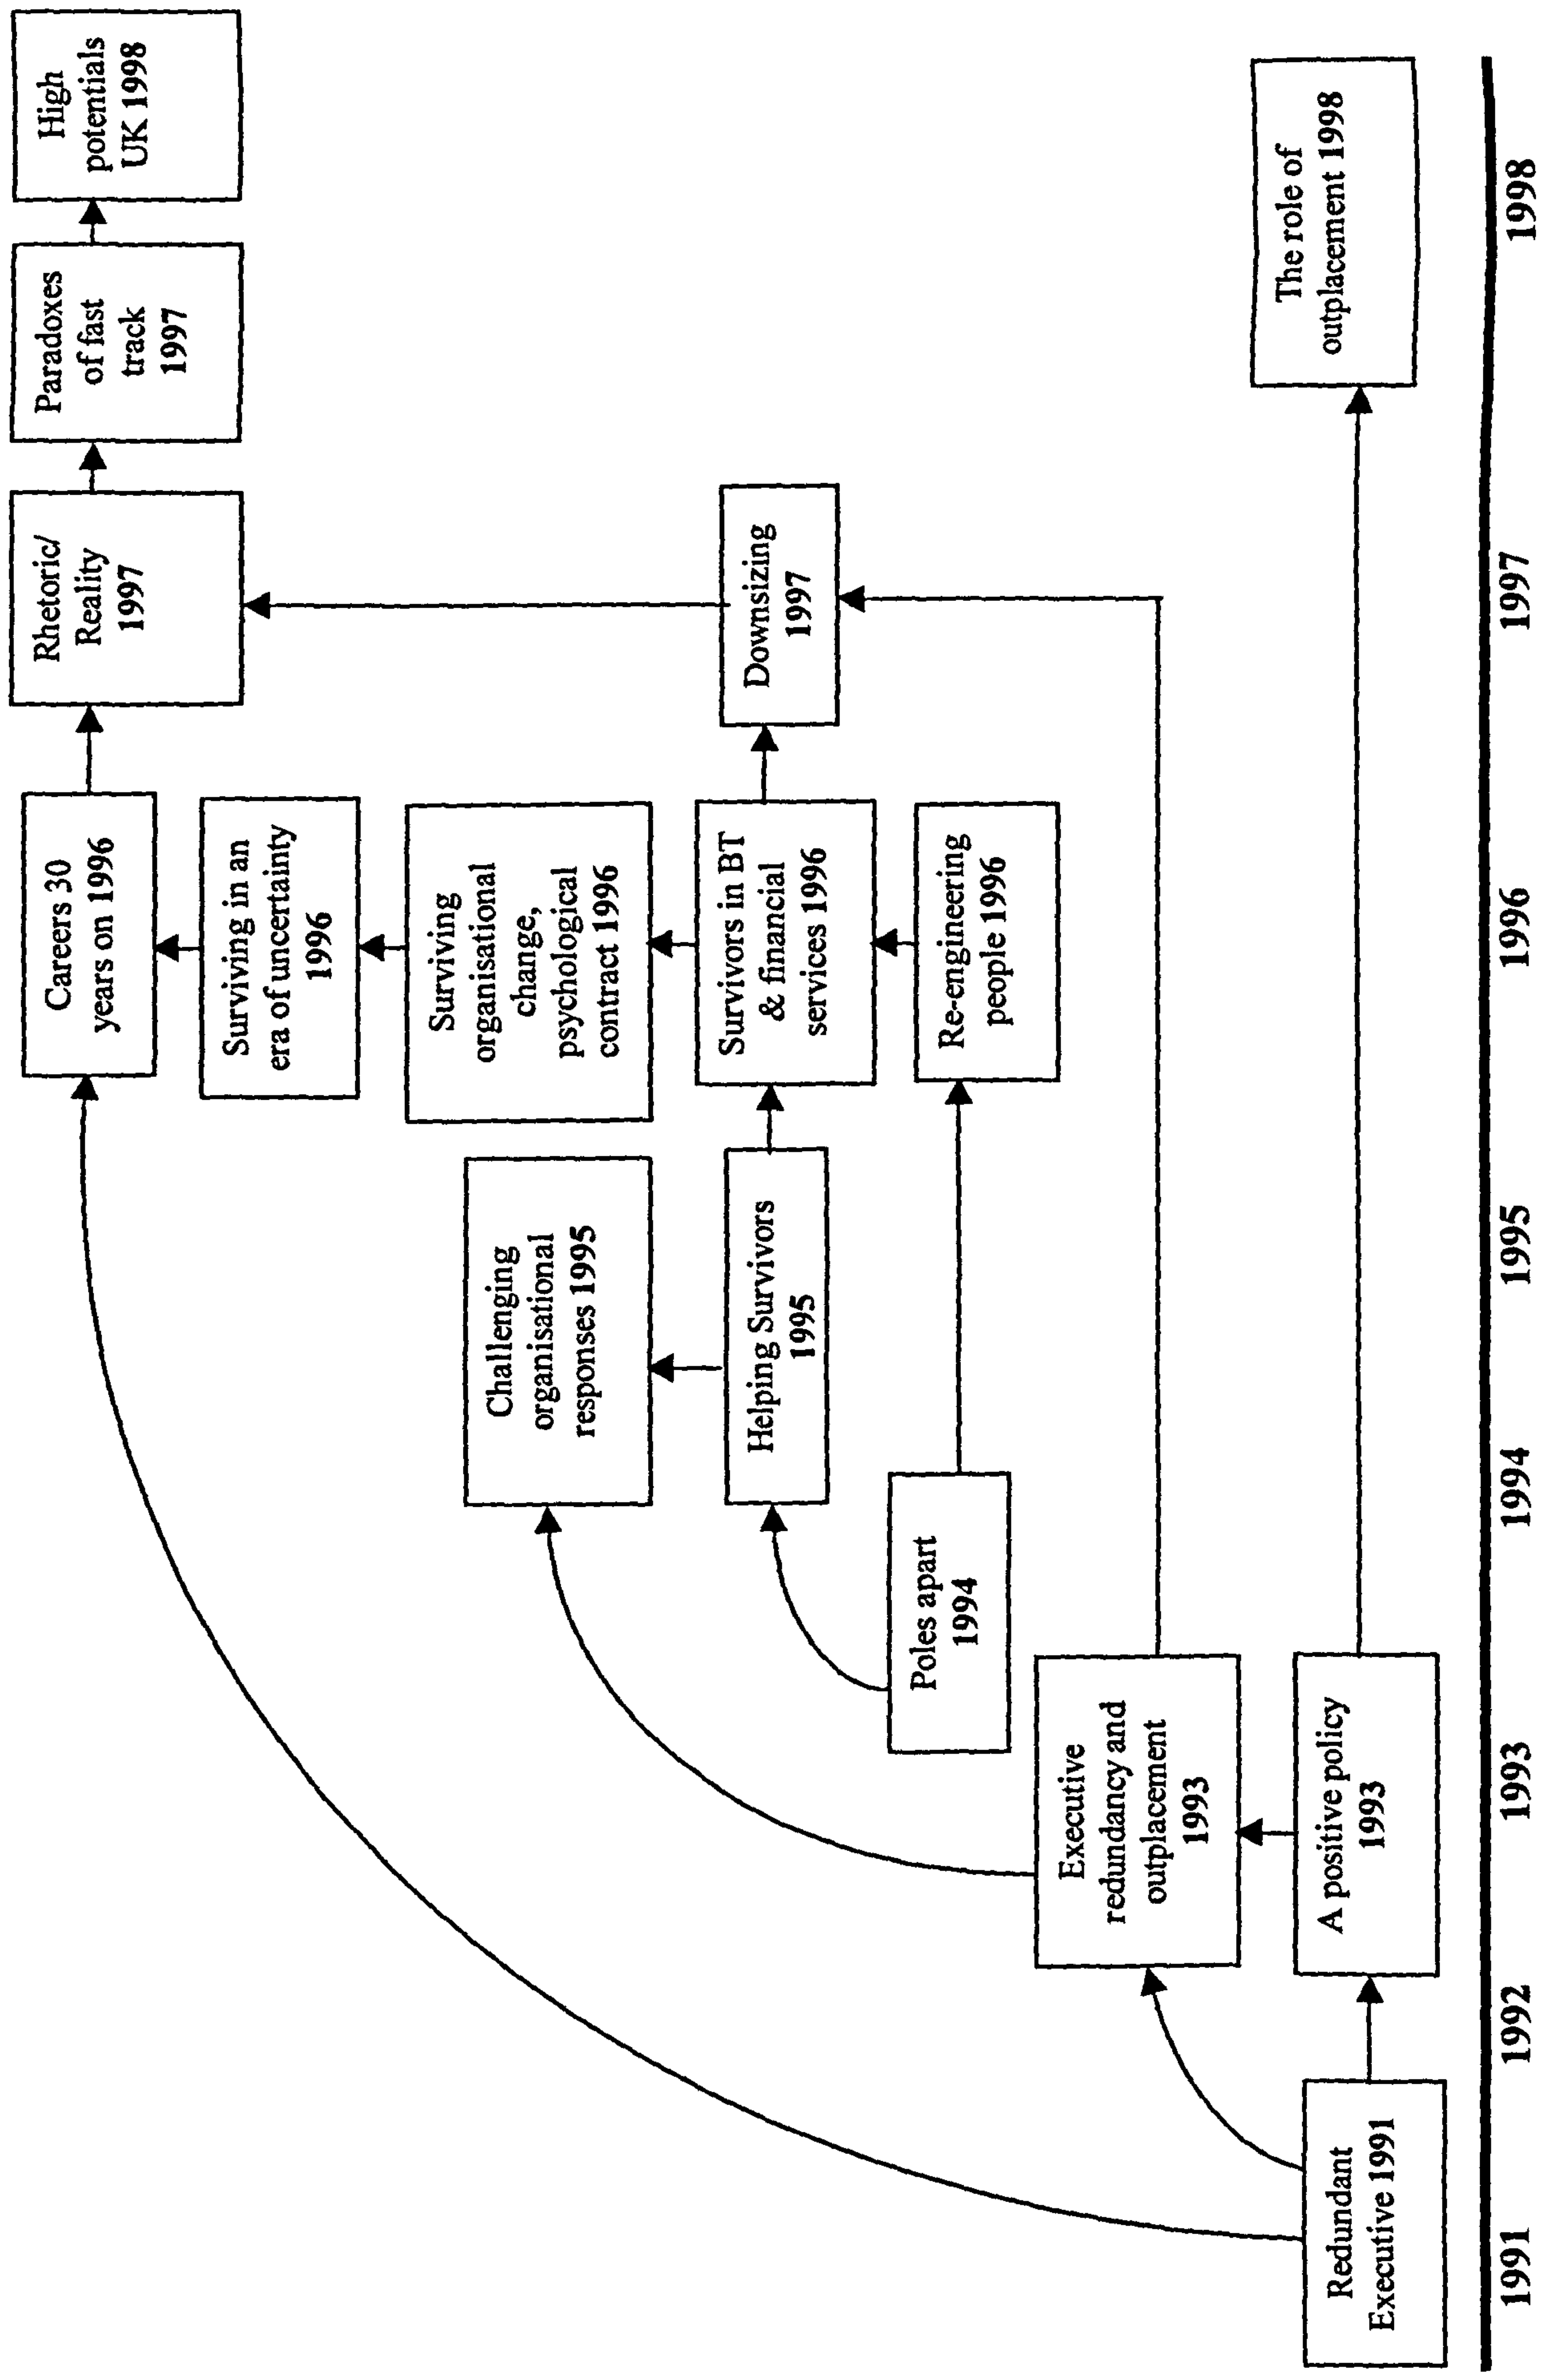 High
potentials
UK 1998
Paradoxes
of fast
track
1997
Rhetoric/
Reality
1997
Careers 30
years on 1996
Surviving in an
era of uncertainty
1996
Surviving
organisational
change,
psychological
contract 1996
Survivors in BT
& financial
services 1996
Re-engineering
people 1996
Downsizing
1997
Challenging
organisational
responses 1995
Helping Survivors
1995
Poles apart
1994
Executive
redundancy and
outplacement
1993
A positive policy
1993
Redundant
Executive 1991
The role of
outplacement 1998
1991
1992
1993
1994
1995
1996
1997
1998